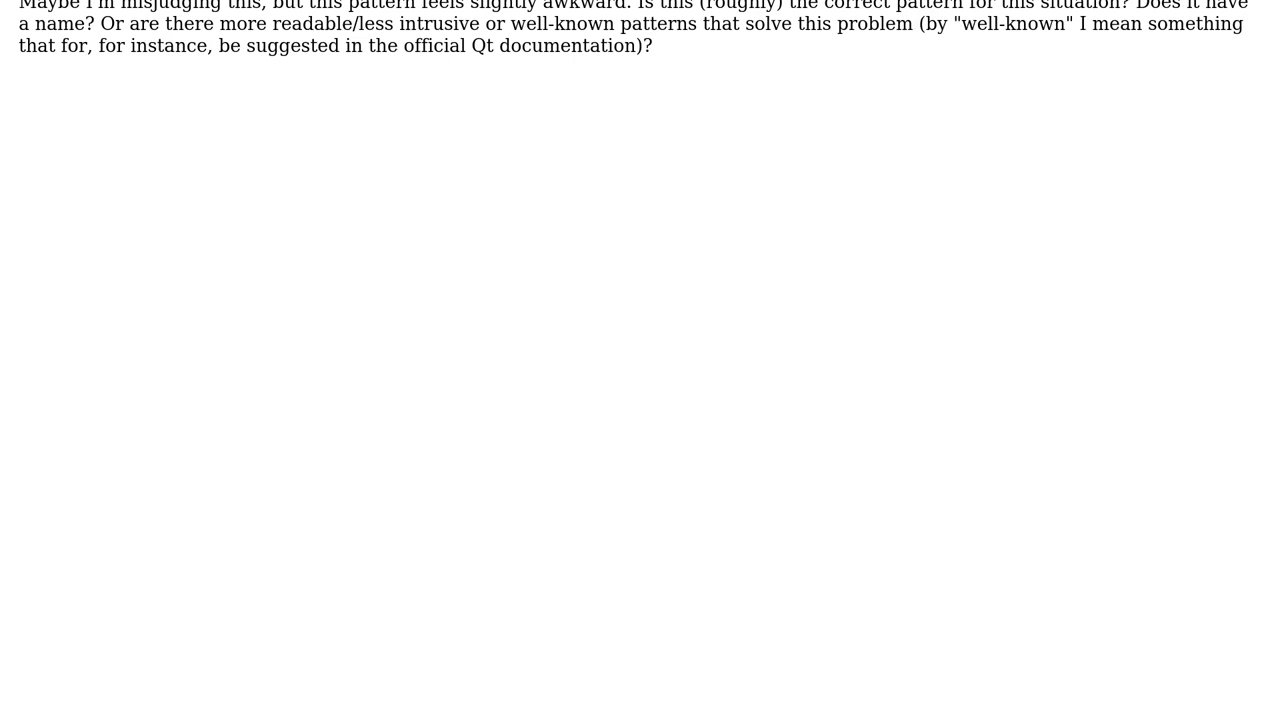 Maybe I'm misjudging this, but this pattern feels slightly awkward. Is this (roughly) the correct pattern for this situation? Does it have
a name? Or are there more readable/less intrusive or well-known patterns that solve this problem (by "well-known" I mean something
that for, for instance, be suggested in the official Qt documentation)?